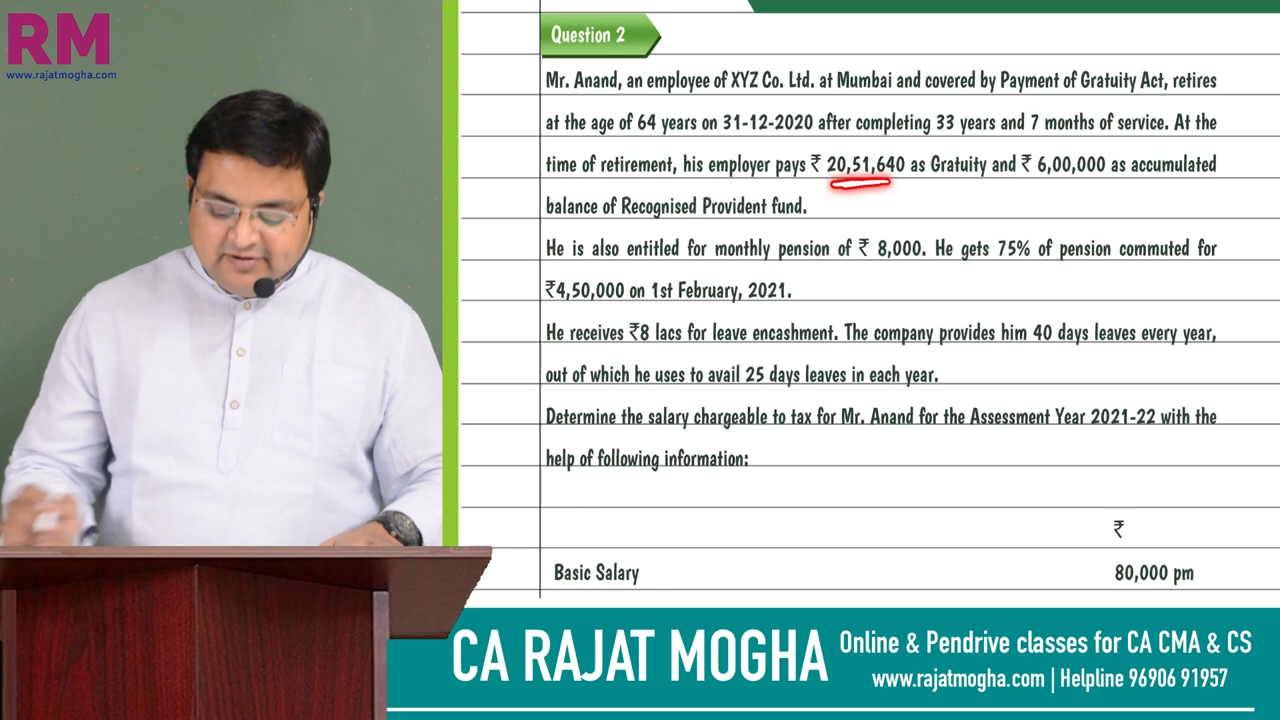 RM
www.rajatmogha.com
Question 2
Mr. Anand, an employee of XYZ Co. Ltd. at Mumbai and covered by Payment of Gratuity Act, retires
at the age of 64 years on 31-12-2020 after completing 33 years and 7 months of service. At the
time of retirement, his employer pays ₹ 20,51,640 as Gratuity and ₹ 6,00,000 as accumulated
balance of Recognised Provident fund.
He is also entitled for monthly pension of ₹ 8,000. He gets 75% of pension commuted for
₹4,50,000 on 1st February, 2021.
He receives ₹8 lacs for leave encashment. The company provides him 40 days leaves every year,
out of which he uses to avail 25 days leaves in each year.
Determine the salary chargeable to tax for Mr. Anand for the Assessment Year 2021-22 with the
help of following information:
₹
Basic Salary 80,000 pm
CA RAJAT MOGHA
Online & Pendrive classes for CA CMA & CS
www.rajatmogha.com | Helpline 96906 91957